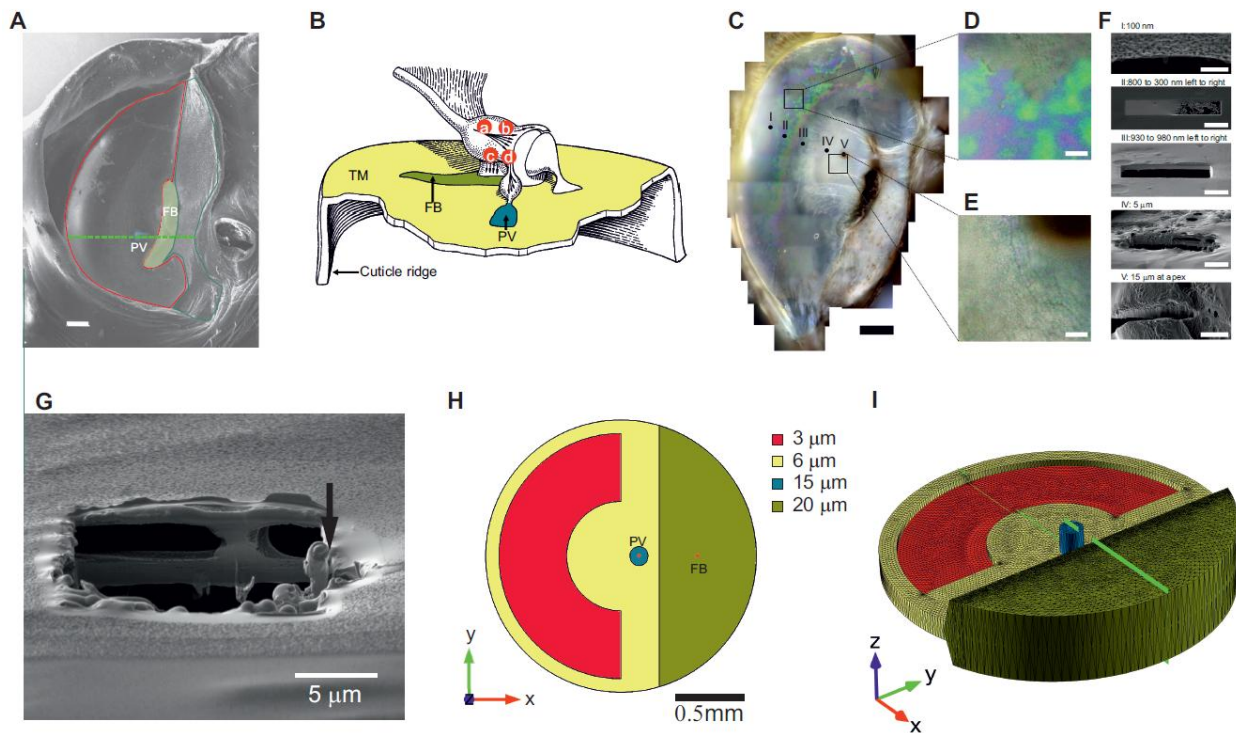 A
FB
PV
B
a
b
c
d
TM
FB
PV
Cuticle ridge
C
I
II
III
IV
V
D
E
F
I:100 nm
II:800 to 300 nm left to right
III:930 to 980 nm left to right
IV: 5 μm
V: 15 μm at apex
G
5 μm
H
PV
FB
y
x
3 μm
6 μm
15 μm
20 μm
0.5mm
I
z
y
x